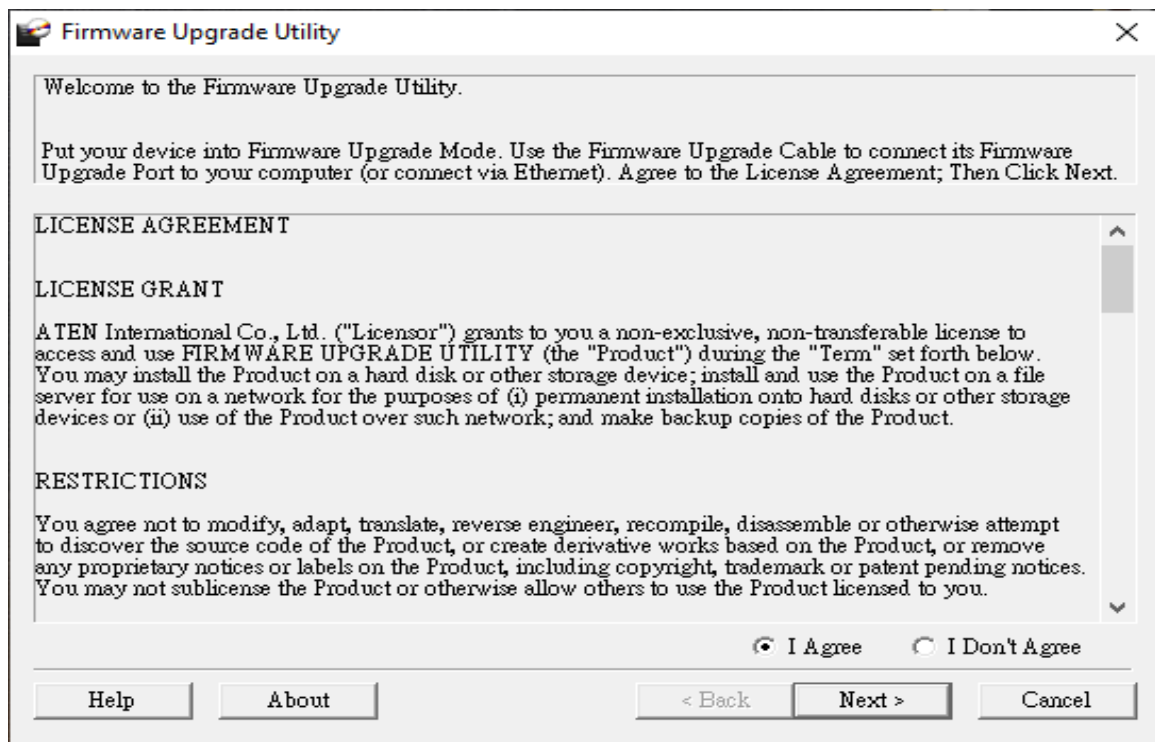 Firmware Upgrade Utility
Welcome to the Firmware Upgrade Utility.
Put your device into Firmware Upgrade Mode. Use the Firmware Upgrade Cable to connect its Firmware
Upgrade Port to your computer (or connect via Ethernet). Agree to the License Agreement; Then Click Next.
LICENSE AGREEMENT
LICENSE GRANT
ATEN International Co., Ltd. ("Licensor") grants to you a non-exclusive, non-transferable license to
access and use FIRMWARE UPGRADE UTILITY (the "Product") during the "Term" set forth below.
You may install the Product on a hard disk or other storage device; install and use the Product on a file
server for use on a network for the purposes of (i) permanent installation onto hard disks or other storage
devices or (ii) use of the Product over such network; and make backup copies of the Product.
RESTRICTIONS
You agree not to modify, adapt, translate, reverse engineer, recompile, disassemble or otherwise attempt
to discover the source code of the Product, or create derivative works based on the Product, or remove
any proprietary notices or labels on the Product, including copyright, trademark or patent pending notices.
You may not sublicense the Product or otherwise allow others to use the Product licensed to you.
I Agree I Don't Agree
Help About < Back Next > Cancel